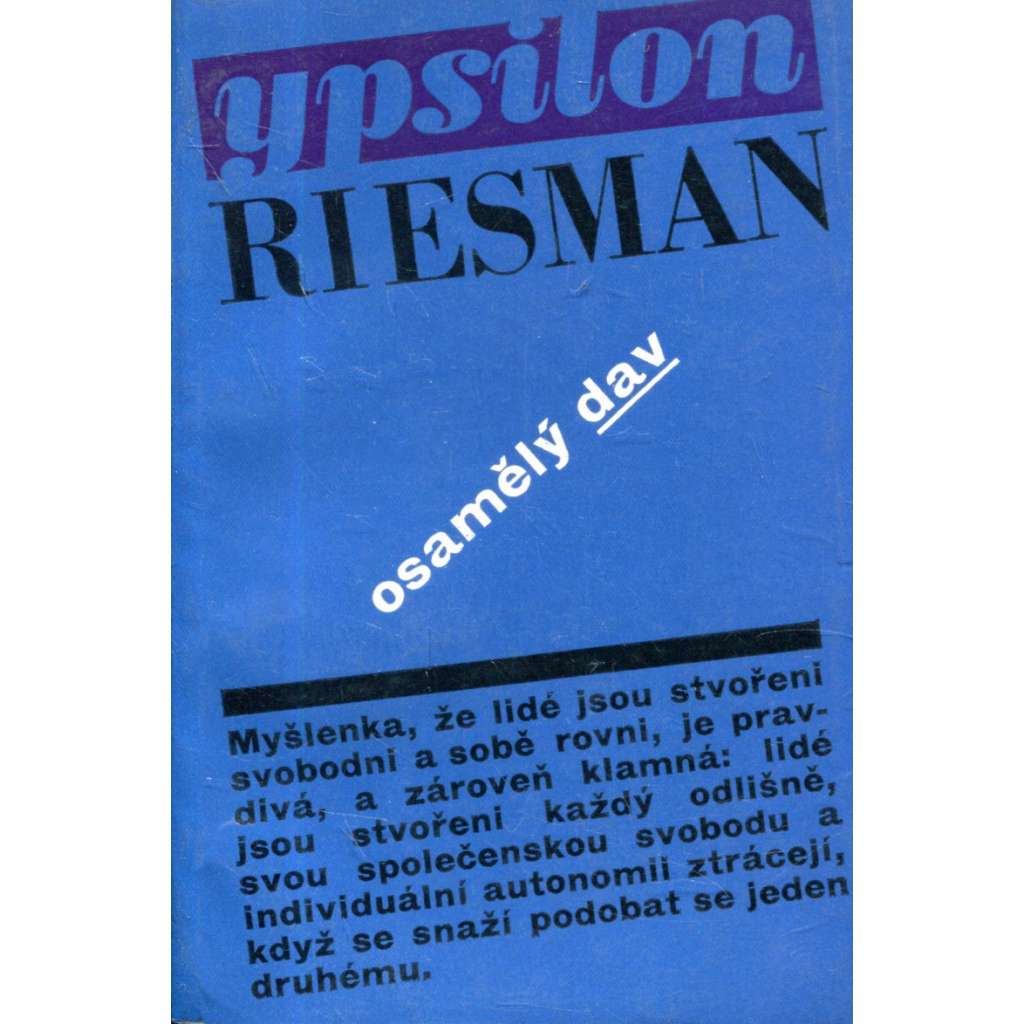 ypsilon
RIESMAN
osamělý dav
Myšlenka, že lidé jsou stvořeni
svobodni a sobě rovni, je prav-
divá, a zároveň klamná: lidé
jsou stvořeni každý odlišně,
svou společenskou svobodu a
individuální autonomii ztrácejí,
když se snaží podobat se jeden
druhému.